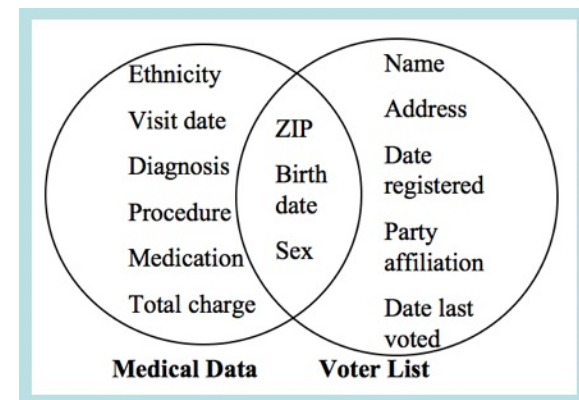 Ethnicity
Visit date
Diagnosis
Procedure
Medication
Total charge
ZIP
Birth
date
Sex
Name
Address
Date
registered
Party
affiliation
Date last
voted
Medical Data
Voter List